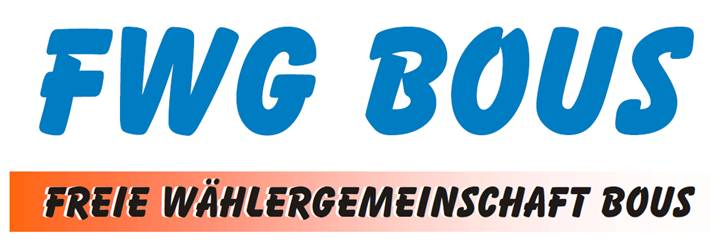 FWG BOUS
FREIE WÄHLERGEMEINSCHAFT BOUS